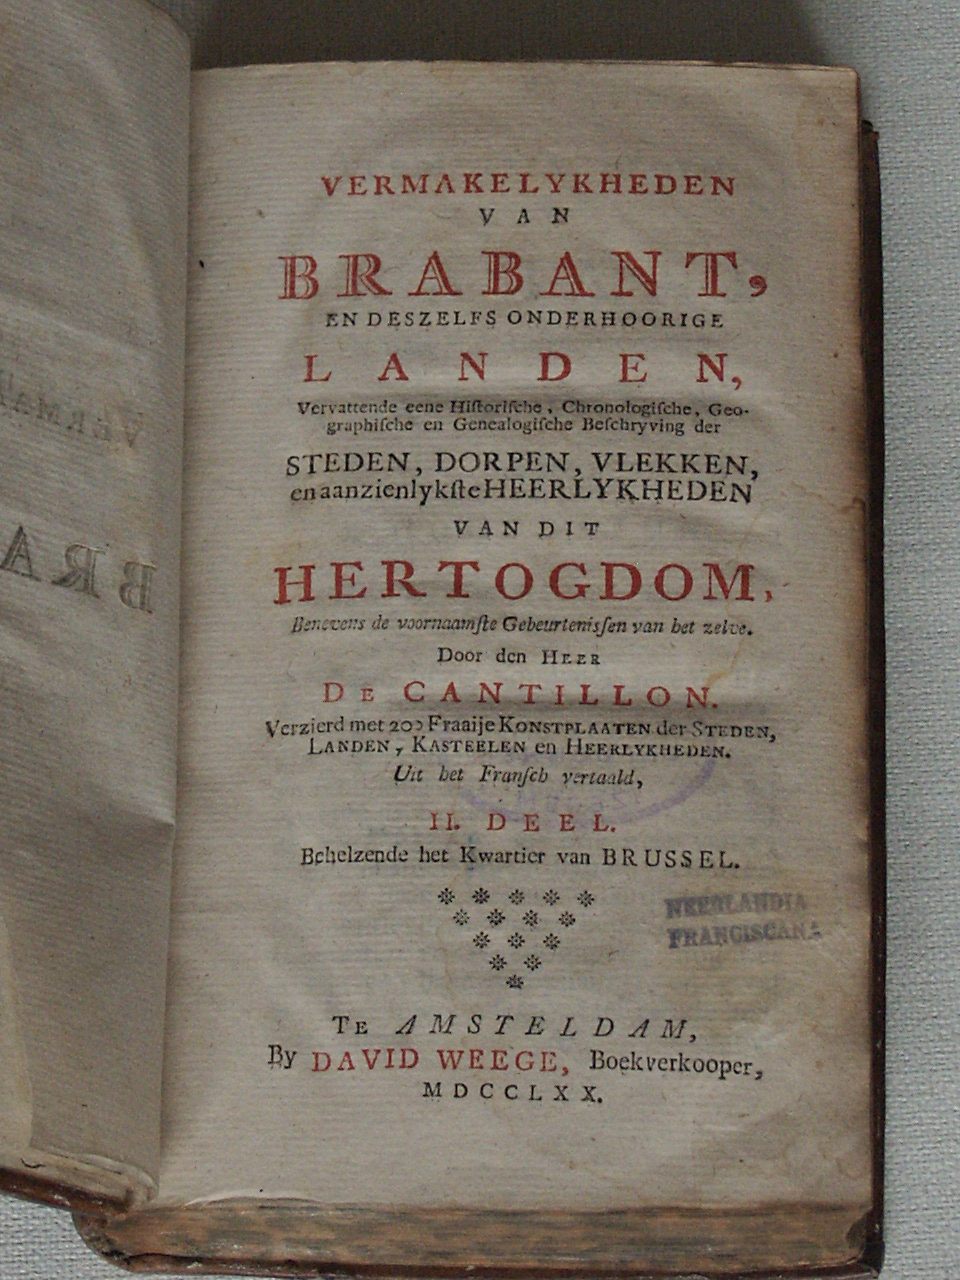 VERMAKELYKHEDEN
VAN
BRABANT,
EN DESZELFS ONDERHOORIGE
LANDEN,
Vervattende eene Hiſtoriſche, Chronologiſche, Geo-
graphiſche en Genealogiſche Beſchryving der
STEDEN, DORPEN, VLEKKEN,
en aanzienlykſte HEERLYKHEDEN
VAN DIT
HERTOGDOM,
Benevens de voornaamſte Gebeurteniſſen van het zelve.
Door den HEER
DE CANTILLON.
Verzierd met 200 Fraaije KONSTPLAATEN der STEDEN,
LANDEN, KASTEELEN en HEERLYKHEDEN.
Uit het Franſch vertaald,
II. DEEL.
Behelzende het Kwartier van BRUSSEL.
NEERLANDIA
FRANCISCANA
TE AMSTELDAM,
By DAVID WEEGE, Boekverkooper,
MDCCLXX.